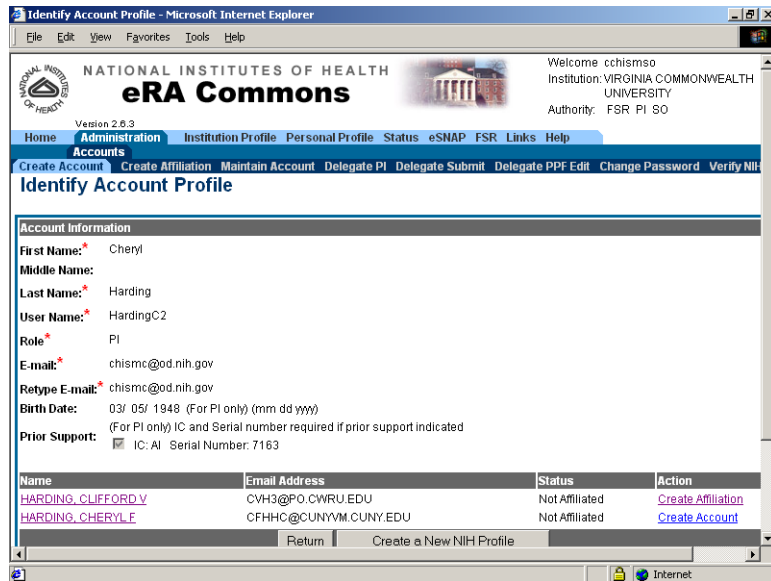 Identify Account Profile - Microsoft Internet Explorer
File Edit View Favorites Tools Help
NATIONAL INSTITUTES OF HEALTH
NATIONAL INSTITUTES OF HEALTH
eRA Commons
Version 2.6.3
Welcome cchismso
Institution: VIRGINIA COMMONWEALTH
UNIVERSITY
Authority: FSR PI SO
Home Administration Institution Profile Personal Profile Status eSNAP FSR Links Help
Accounts
Create Account Create Affiliation Maintain Account Delegate PI Delegate Submit Delegate PPF Edit Change Password Verify NIH
Identify Account Profile
Account Information
First Name:* Cheryl
Middle Name:
Last Name:* Harding
User Name:* HardingC2
Role* PI
E-mail:* chismc@od.nih.gov
Retype E-mail:* chismc@od.nih.gov
Birth Date: 03/ 05/ 1948 (For PI only) (mm dd yyyy)
(For PI only) IC and Serial number required if prior support indicated
Prior Support: IC: AI Serial Number: 7163
Name Email Address Status Action
HARDING, CLIFFORD V CVH3@PO.CWRU.EDU Not Affiliated Create Affiliation
HARDING, CHERYL F CFHHC@CUNYVM.CUNY.EDU Not Affiliated Create Account
Return Create a New NIH Profile
Internet